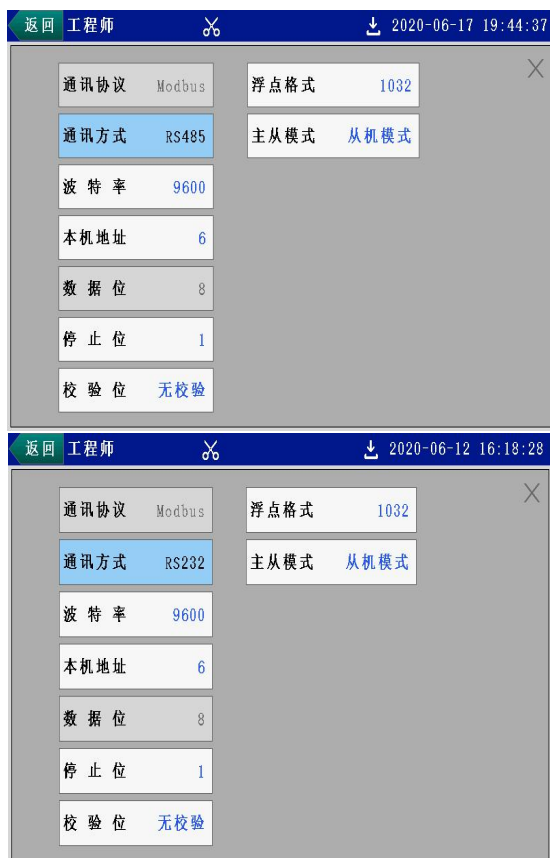 返回 工程师 2020-06-17 19:44:37
通讯协议 Modbus 浮点格式 1032
通讯方式 RS485 主从模式 从机模式
波特率 9600
本机地址 6
数据位 8
停止位 1
校验位 无校验
返回 工程师 2020-06-12 16:18:28
通讯协议 Modbus 浮点格式 1032
通讯方式 RS232 主从模式 从机模式
波特率 9600
本机地址 6
数据位 8
停止位 1
校验位 无校验